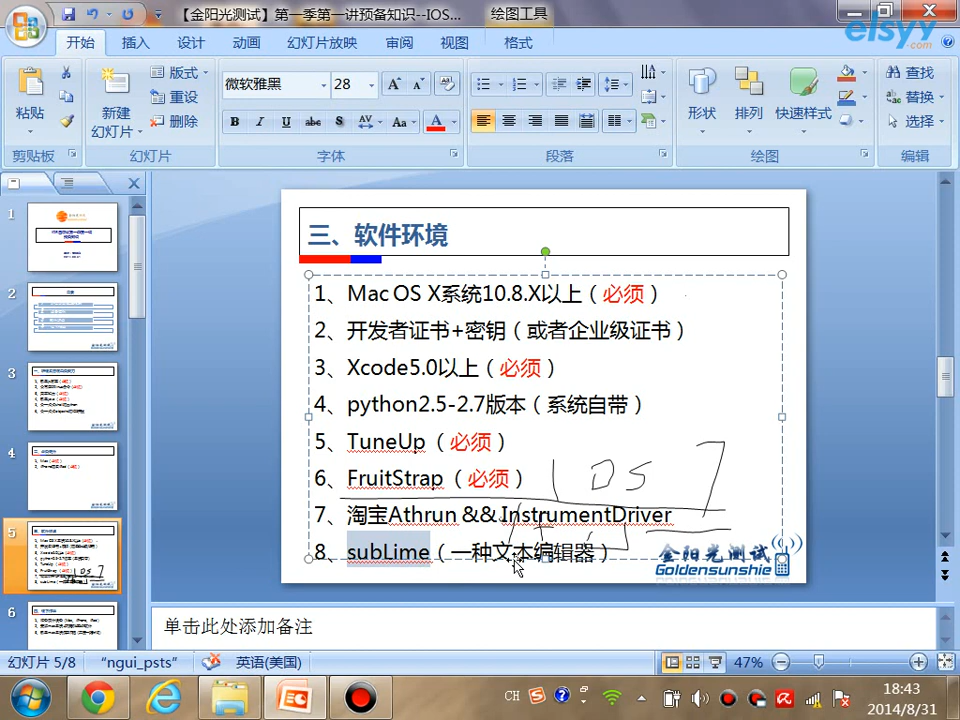 【金阳光测试】第一季第一讲预备知识--IOS...
绘图工具
elsyy
.com
开始 插入 设计 动画 幻灯片放映 审阅 视图 格式
粘贴
剪贴板
新建
幻灯片
版式
重设
删除
幻灯片
微软雅黑 28
B I U abc S AV Aa A
字体
段落
形状 排列 快速样式
绘图
查找
替换
选择
编辑
1
2
3
4
5
6
三、软件环境
1、Mac OS X系统10.8.X以上（必须）
2、开发者证书+密钥（或者企业级证书）
3、Xcode5.0以上（必须）
4、python2.5-2.7版本（系统自带）
5、TuneUp（必须）
6、FruitStrap（必须）
IOS 7
7、淘宝Athrun &&InstrumentDriver
8、subLime（一种文本编辑器）
金阳光测试
Goldensunshie
单击此处添加备注
幻灯片 5/8 "ngui_psts" 英语(美国) 47%
CH
18:43
2014/8/31